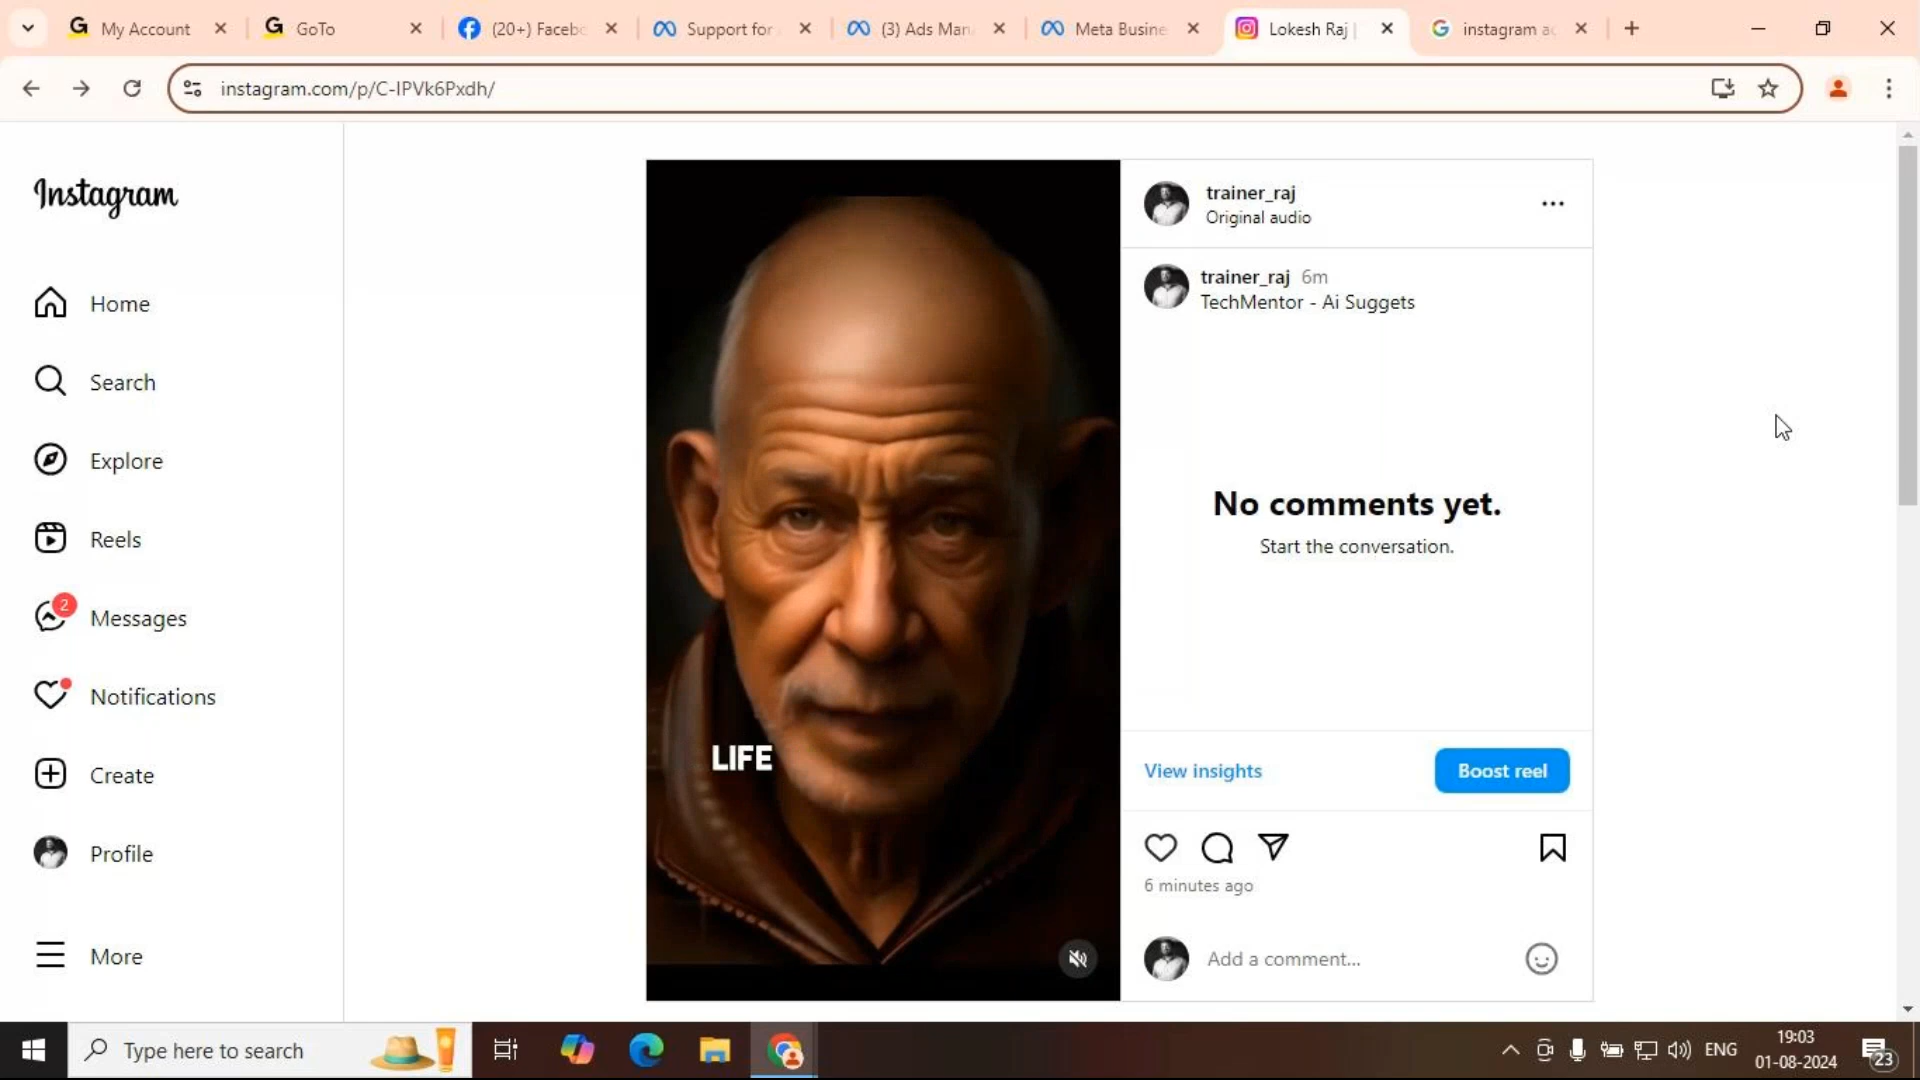 My Account
GoTo
(20+) Facebo
Support for
(3) Ads Man
Meta Busine
Lokesh Raj |
instagram ac
instagram.com/p/C-IPVk6Pxdh/
Instagram
Home
Search
Explore
Reels
2
Messages
Notifications
Create
Profile
More
LIFE
trainer_raj
Original audio
trainer_raj 6m
TechMentor - Ai Suggets
No comments yet.
Start the conversation.
View insights
Boost reel
6 minutes ago
Add a comment...
Type here to search
ENG
19:03
01-08-2024
23